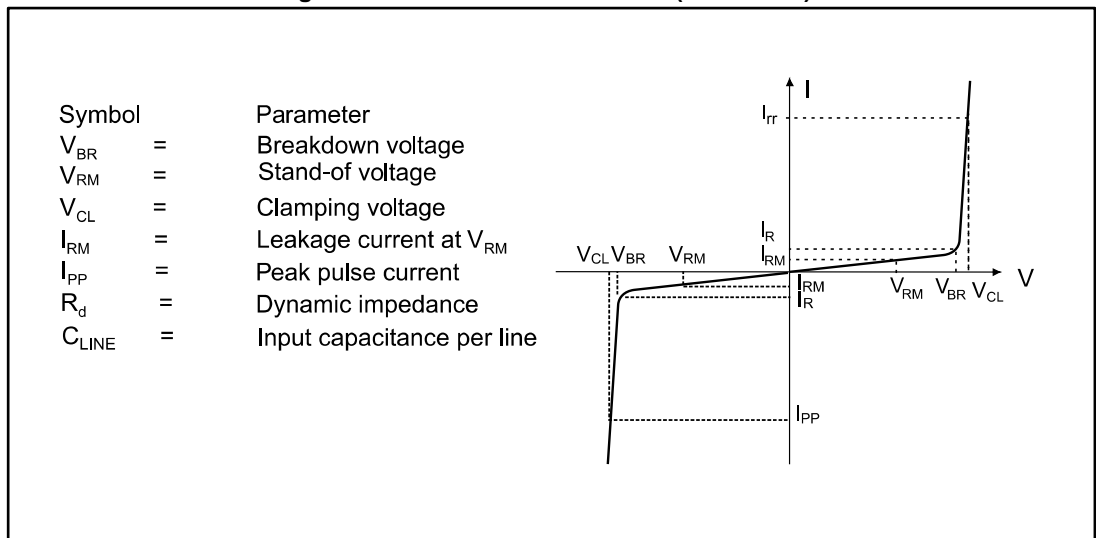 Symbol Parameter
V_BR = Breakdown voltage
V_RM = Stand-of voltage
V_CL = Clamping voltage
I_RM = Leakage current at V_RM
I_PP = Peak pulse current
R_d = Dynamic impedance
C_LINE = Input capacitance per line
I
I_rr
I_R
I_RM
V_CL V_BR V_RM
V
V_RM V_BR V_CL
I_RM
I_R
I_PP